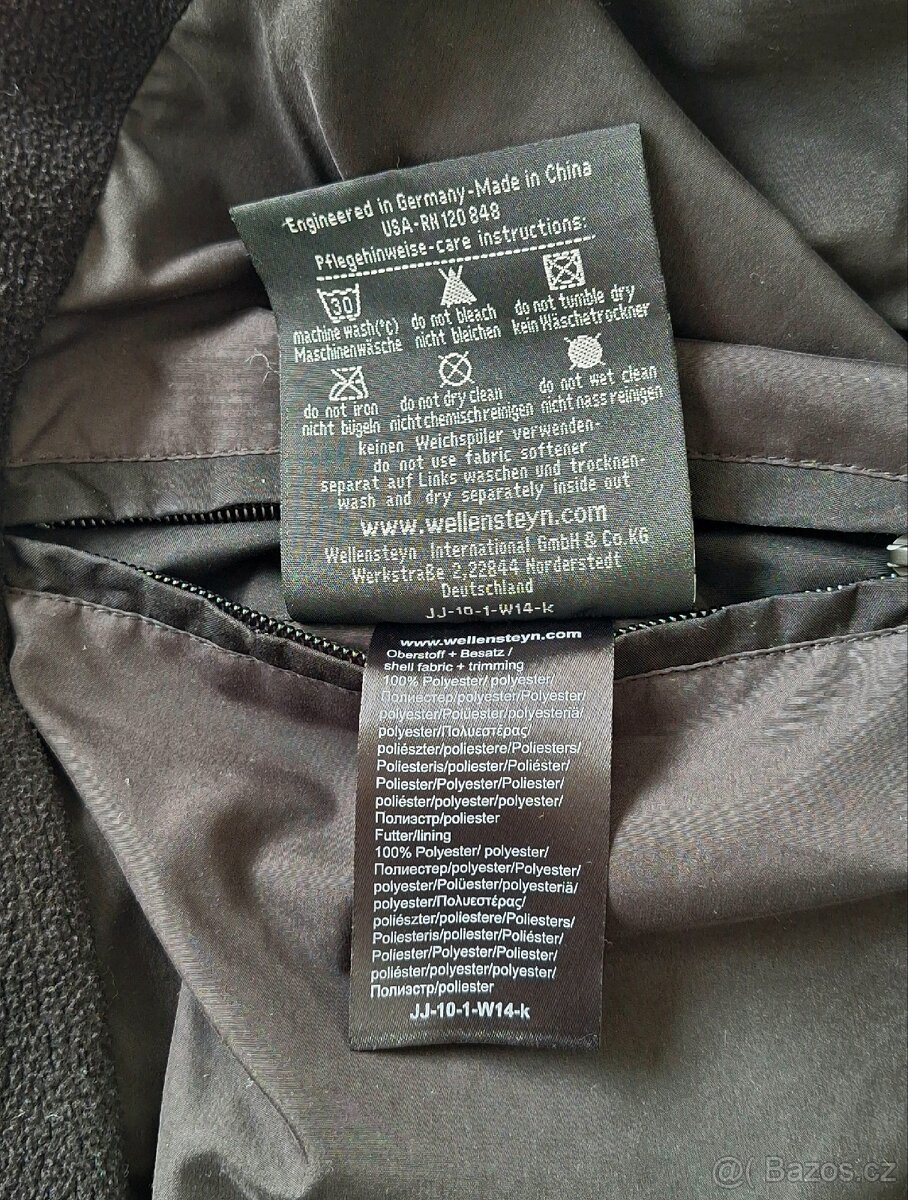 Engineered in Germany-Made in China
USA-RN 120 848
Pflegehinweise-care instructions:
30
machine wash(°C)
Maschinenwäsche
do not bleach
nicht bleichen
do not tumble dry
kein Wäschetrockner
do not iron
nicht bügeln
do not dry clean
nicht chemisch reinigen
do not wet clean
nicht nass reinigen
keinen Weichspüler verwenden-
do not use fabric softener
separat auf Links waschen und trocknen-
wash and dry separately inside out
www.wellensteyn.com
Wellensteyn International GmbH & Co.KG
Werkstraße 2,22844 Norderstedt
Deutschland
JJ-10-1-W14-k
www.wellensteyn.com
Oberstoff + Besatz /
shell fabric + trimming
100% Polyester/ polyester/
Полиестер/polyester/Polyester/
polyester/Polüester/polyesteriä/
polyester/Πολυεστέρας/
poliészter/poliestere/Poliesters/
Poliesteris/poliester/Poliéster/
Poliester/Polyester/Poliester/
poliéster/polyester/polyester/
Полиэстр/poliester
Futter/lining
100% Polyester/ polyester/
Полиестер/polyester/Polyester/
polyester/Polüester/polyesteriä/
polyester/Πολυεστέρας/
poliészter/poliestere/Poliesters/
Poliesteris/poliester/Poliéster/
Poliester/Polyester/Poliester/
poliéster/polyester/polyester/
Полиэстр/poliester
JJ-10-1-W14-k
@( Bazoš.cz